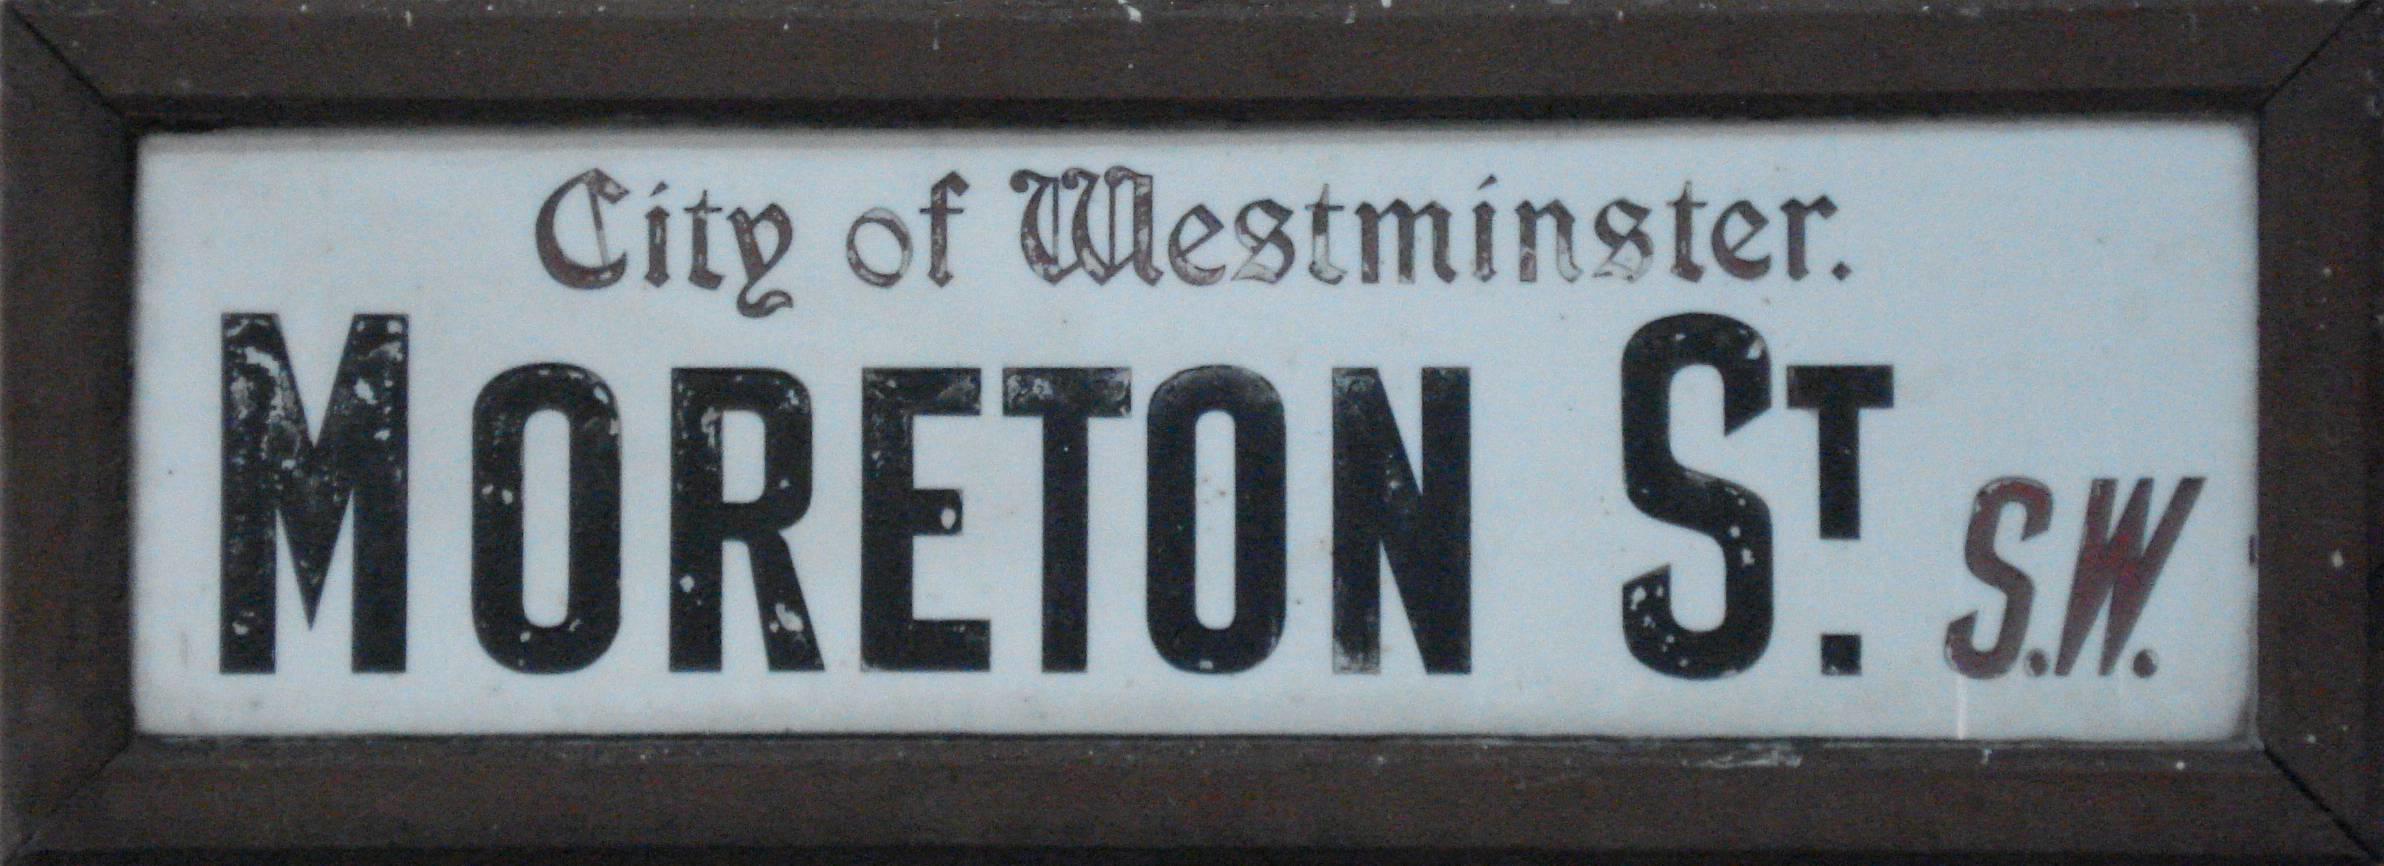 City of Westminster.
MORETON ST. S.W.